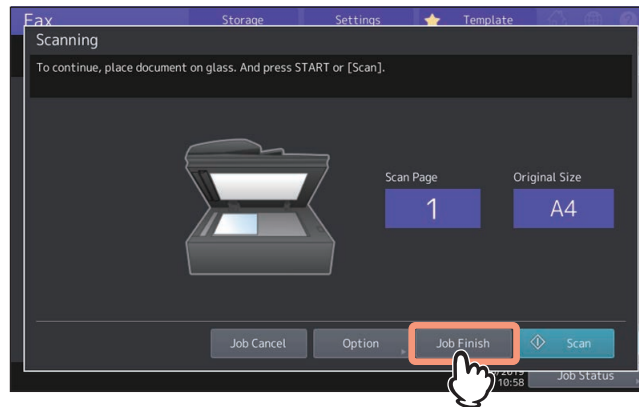 Fax Storage Settings Template
Scanning
To continue, place document on glass. And press START or [Scan].
Scan Page Original Size
1 A4
Job Cancel Option Job Finish Scan
10:58 Job Status